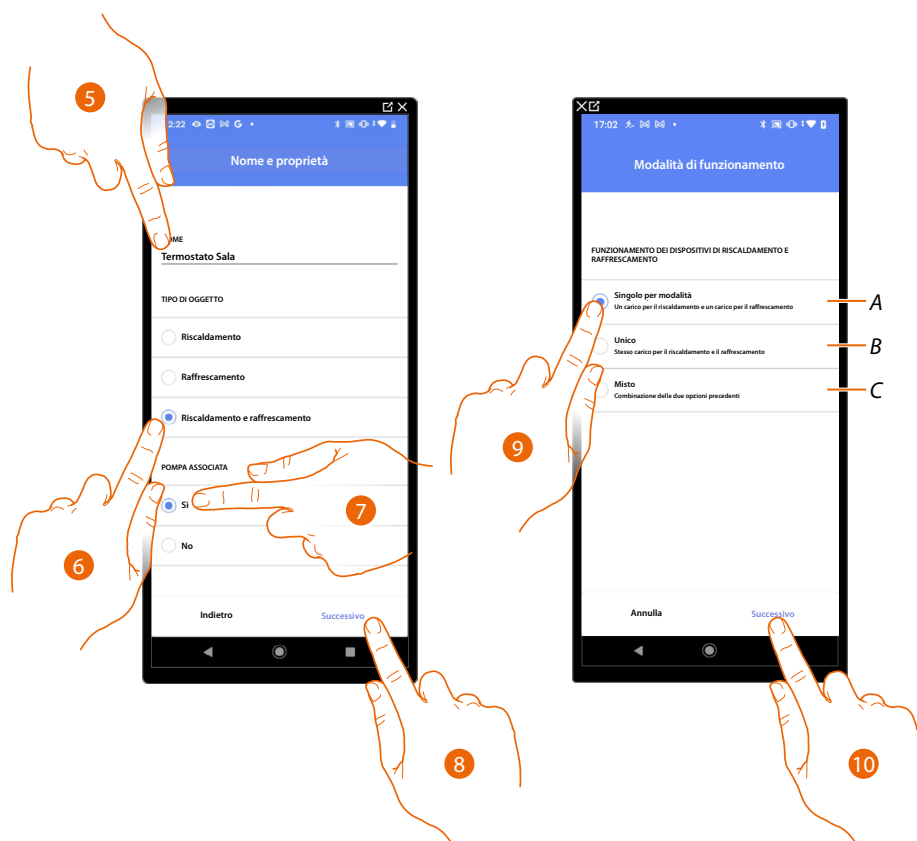 5
2:22
G
Nome e proprietà
Termostato Sala
TIPO DI OGGETTO
Riscaldamento
Raffrescamento
Riscaldamento e raffrescamento
POMPA ASSOCIATA
Sì
No
Indietro
Successivo
6
7
8
17:02
Modalità di funzionamento
FUNZIONAMENTO DEI DISPOSITIVI DI RISCALDAMENTO E
RAFFRESCAMENTO
Singolo per modalità
Un carico per il riscaldamento e un carico per il raffrescamento
A
Unico
Stesso carico per il riscaldamento e il raffrescamento
B
Misto
Combinazione delle due opzioni precedenti
C
9
Annulla
Successivo
10